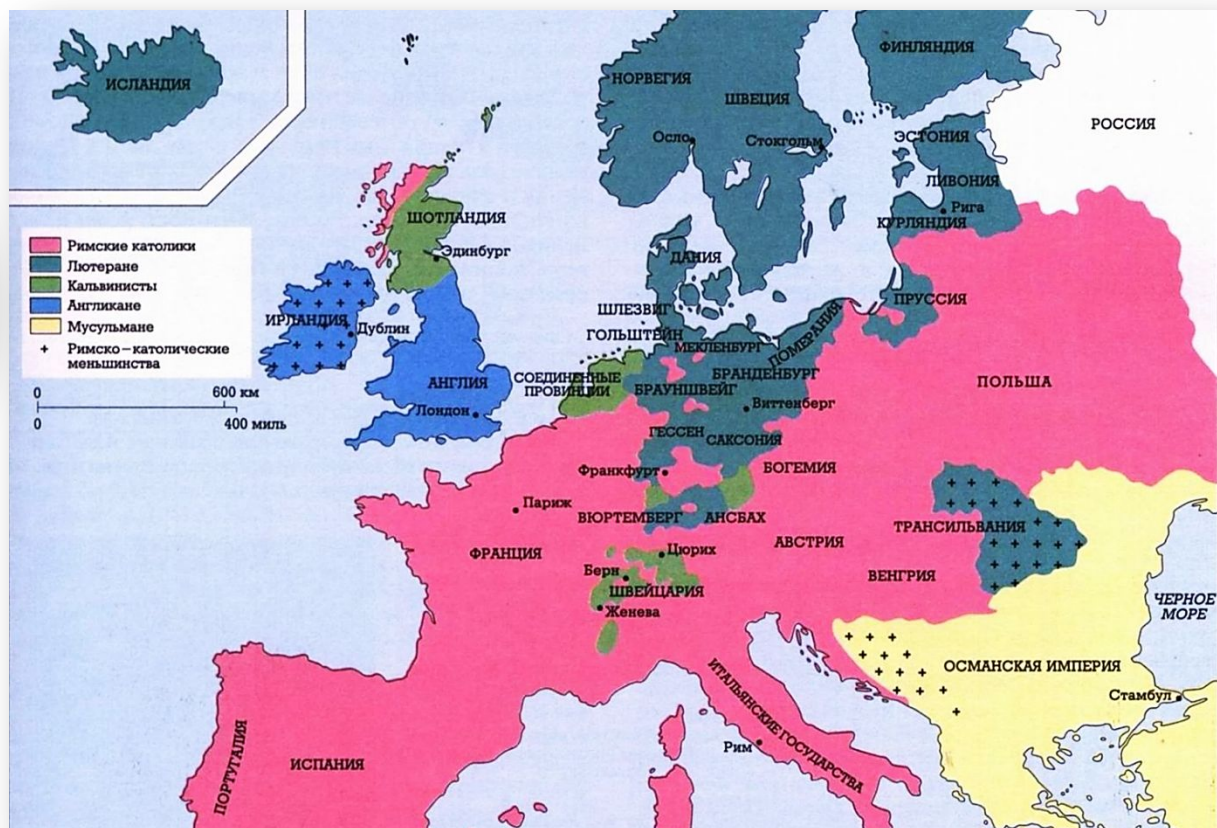 ИСЛАНДИЯ
ФИНЛЯНДИЯ
НОРВЕГИЯ
ШВЕЦИЯ
РОССИЯ
Осло
Стокгольм
ЭСТОНИЯ
ЛИВОНИЯ
Рига
КУРЛЯНДИЯ
ШОТЛАНДИЯ
Эдинбург
ДАНИЯ
Римские католики
Лютеране
Кальвинисты
Англикане
Мусульмане
Римско-католические
меньшинства
0 600 км
0 400 миль
ИРЛАНДИЯ
Дублин
АНГЛИЯ
Лондон
ШЛЕЗВИГ
ГОЛЬШТЕЙН
ПРУССИЯ
ПОМЕРАНИЯ
МЕКЛЕНБУРГ
СОЕДИНЕННЫЕ
ПРОВИНЦИИ
БРАУНШВЕЙГ
БРАНДЕНБУРГ
ПОЛЬША
Виттенберг
ГЕССЕН
САКСОНИЯ
Франкфурт
БОГЕМИЯ
Париж
ВЮРТЕМБЕРГ
АНСБАХ
ТРАНСИЛЬВАНИЯ
ФРАНЦИЯ
Цюрих
АВСТРИЯ
Берн
ШВЕЙЦАРИЯ
ВЕНГРИЯ
Женева
ЧЕРНОЕ
МОРЕ
ОСМАНСКАЯ ИМПЕРИЯ
Стамбул
ИТАЛЬЯНСКИЕ ГОСУДАРСТВА
Рим
ПОРТУГАЛИЯ
ИСПАНИЯ